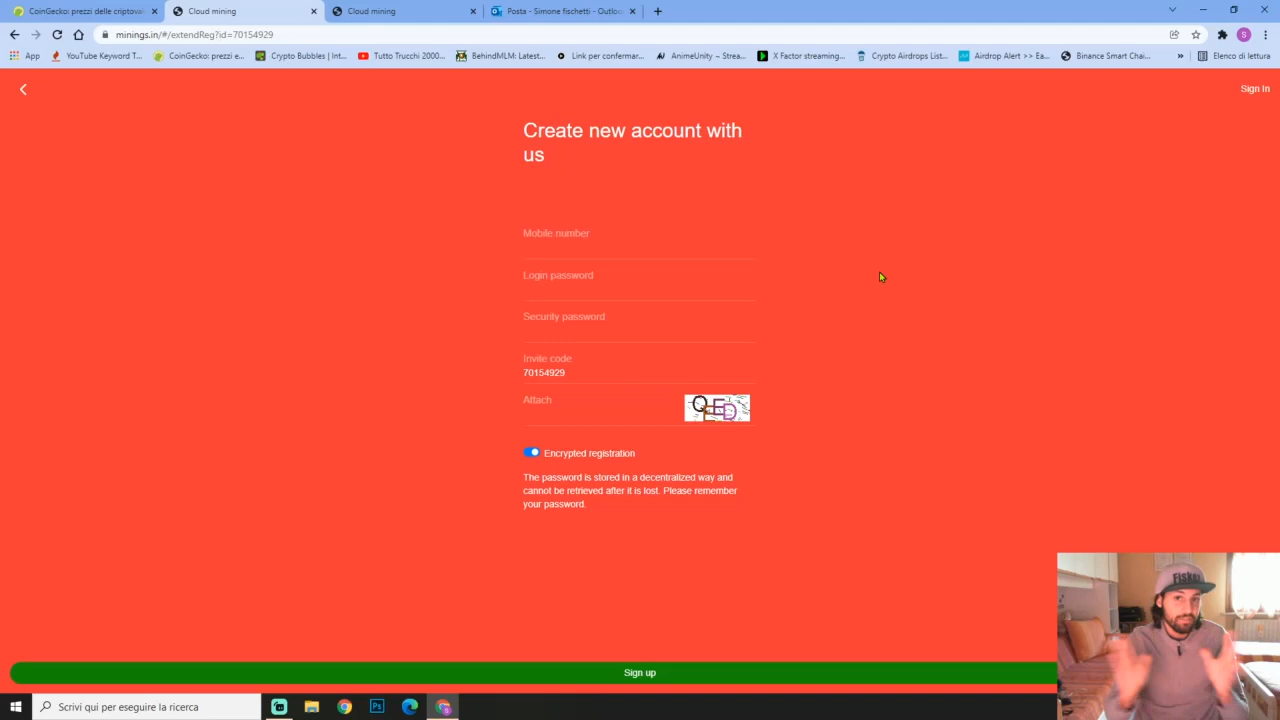 CoinGecko: prezzi delle criptoval
Cloud mining
Cloud mining
Posta - Simone fischetti - Outloo
minings.in/#/extendReg?id=70154929
App
YouTube Keyword T...
CoinGecko: prezzi e...
Crypto Bubbles | Int...
Tutto Trucchi 2000...
BehindMLM: Latest...
Link per confermar...
AnimeUnity ~ Strea...
X Factor streaming...
Crypto Airdrops List...
Airdrop Alert >> Ea...
Binance Smart Chai...
»
Elenco di lettura
Sign In
Create new account with
us
Mobile number
Login password
Security password
Invite code
70154929
Attach
QEED
Encrypted registration
The password is stored in a decentralized way and
cannot be retrieved after it is lost. Please remember
your password.
Sign up
Scrivi qui per eseguire la ricerca
Ps